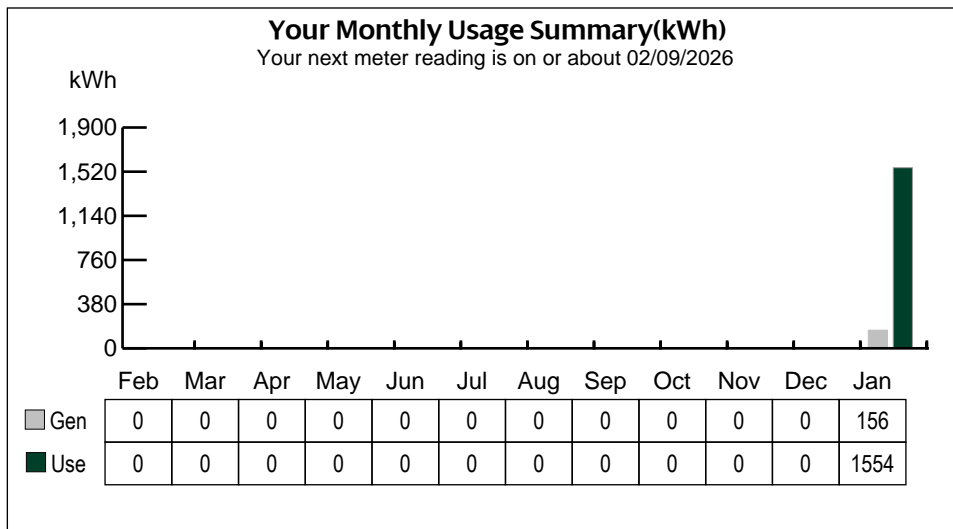 Your Monthly Usage Summary(kWh)
Your next meter reading is on or about 02/09/2026
kWh
1,900
1,520
1,140
760
380
0
Feb Mar Apr May Jun Jul Aug Sep Oct Nov Dec Jan
Gen 0 0 0 0 0 0 0 0 0 0 0 156
Use 0 0 0 0 0 0 0 0 0 0 0 1554